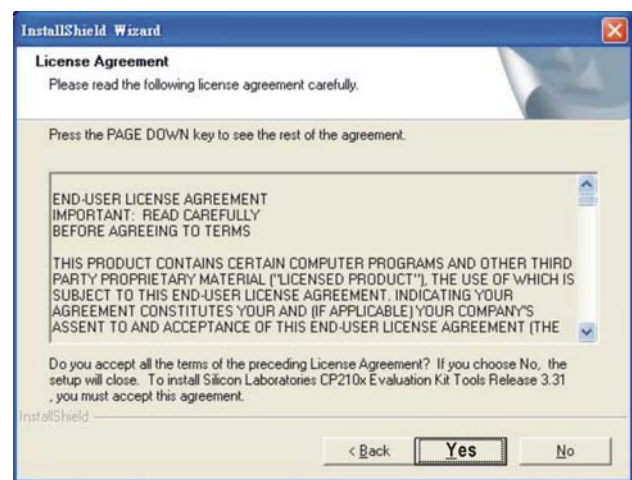 InstallShield Wizard
License Agreement
Please read the following license agreement carefully.
Press the PAGE DOWN key to see the rest of the agreement.
END-USER LICENSE AGREEMENT
IMPORTANT: READ CAREFULLY
BEFORE AGREEING TO TERMS
THIS PRODUCT CONTAINS CERTAIN COMPUTER PROGRAMS AND OTHER THIRD
PARTY PROPRIETARY MATERIAL ("LICENSED PRODUCT"), THE USE OF WHICH IS
SUBJECT TO THIS END-USER LICENSE AGREEMENT. INDICATING YOUR
AGREEMENT CONSTITUTES YOUR AND (IF APPLICABLE) YOUR COMPANY'S
ASSENT TO AND ACCEPTANCE OF THIS END-USER LICENSE AGREEMENT (THE
Do you accept all the terms of the preceding License Agreement? If you choose No, the
setup will close. To install Silicon Laboratories CP210x Evaluation Kit Tools Release 3.31
, you must accept this agreement.
InstallShield
< Back
Yes
No